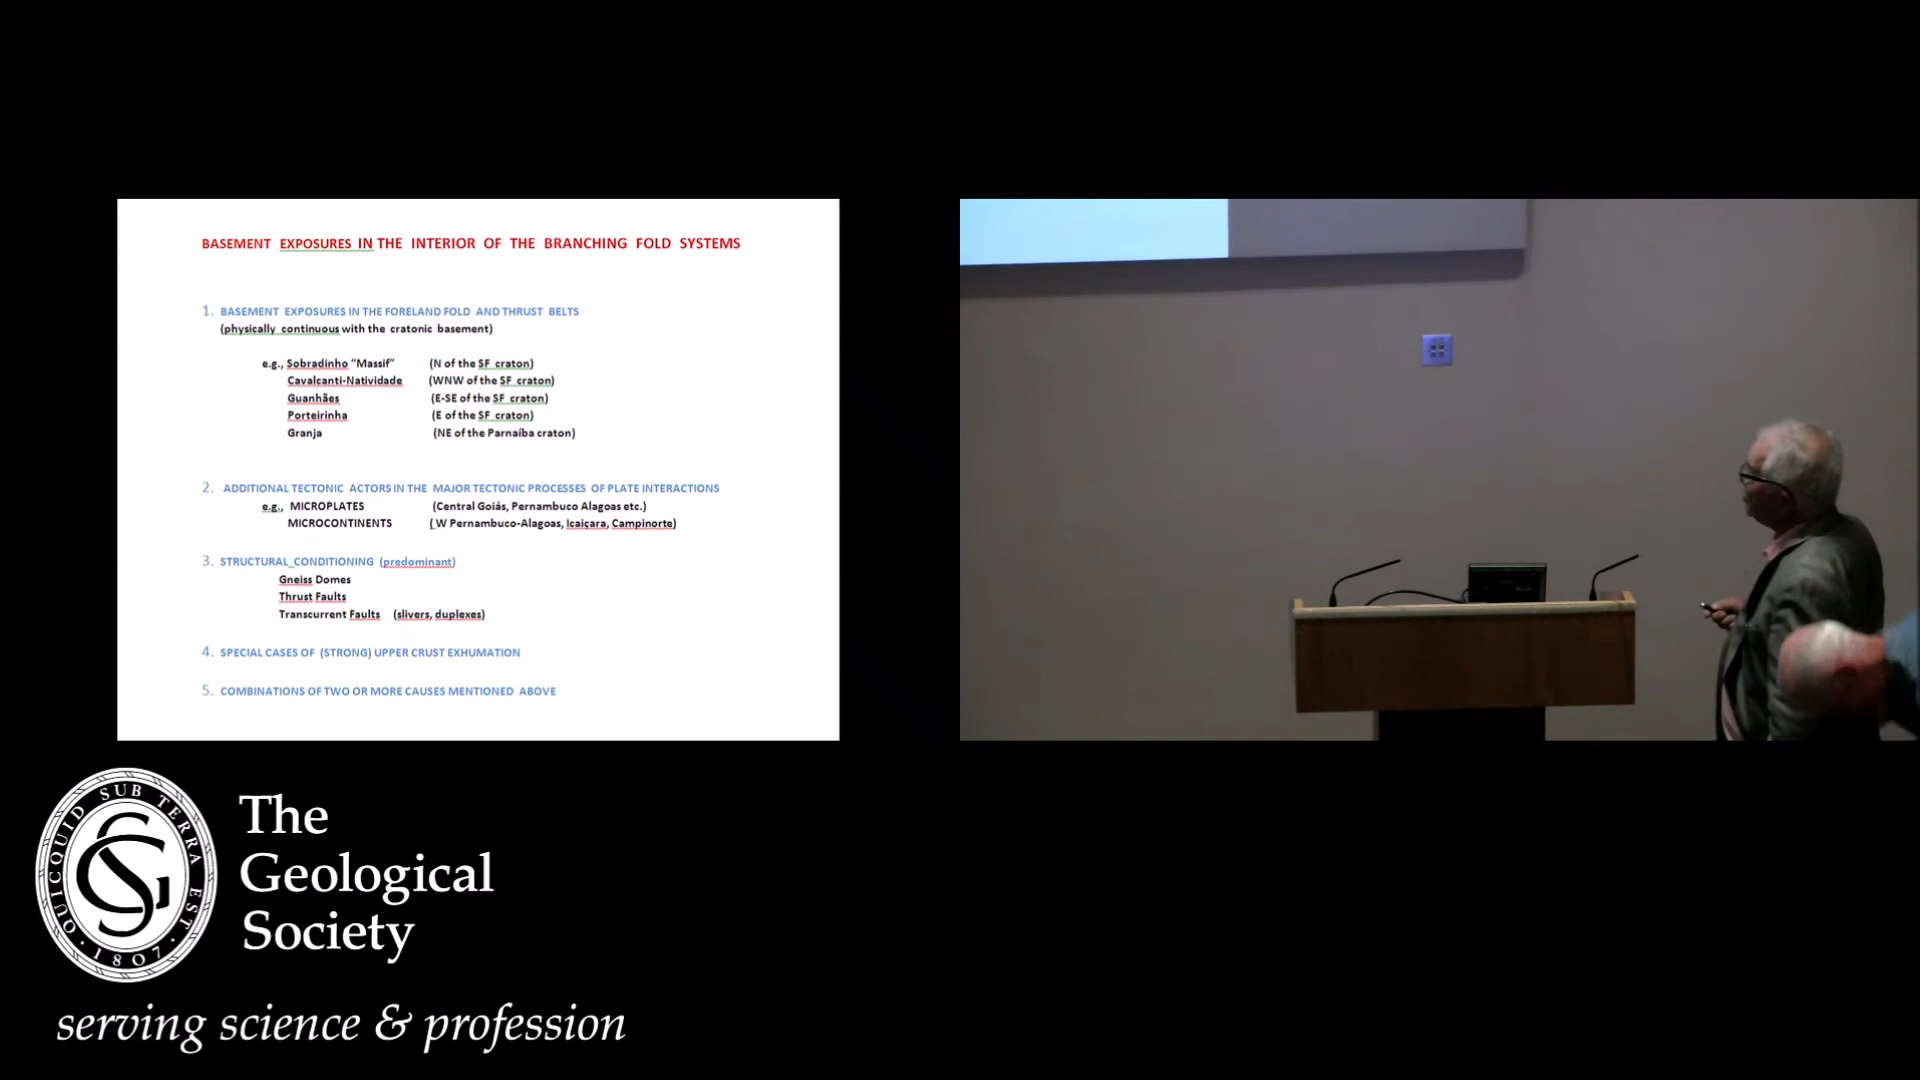 BASEMENT EXPOSURES IN THE INTERIOR OF THE BRANCHING FOLD SYSTEMS
1. BASEMENT EXPOSURES IN THE FORELAND FOLD AND THRUST BELTS
(physically continuous with the cratonic basement)
e.g., Sobradinho “Massif” (N of the SF craton)
Cavalcanti-Natividade (WNW of the SF craton)
Guanhães (E-SE of the SF craton)
Porteirinha (E of the SF craton)
Granja (NE of the Parnaíba craton)
2. ADDITIONAL TECTONIC ACTORS IN THE MAJOR TECTONIC PROCESSES OF PLATE INTERACTIONS
e.g., MICROPLATES (Central Goiás, Pernambuco Alagoas etc.)
MICROCONTINENTS ( W Pernambuco-Alagoas, Icaiçara, Campinorte)
3. STRUCTURAL CONDITIONING (predominant)
Gneiss Domes
Thrust Faults
Transcurrent Faults (slivers, duplexes)
4. SPECIAL CASES OF (STRONG) UPPER CRUST EXHUMATION
5. COMBINATIONS OF TWO OR MORE CAUSES MENTIONED ABOVE
QUICQUID SUB TERRA EST
· 1807 ·
GS
The
Geological
Society
serving science & profession